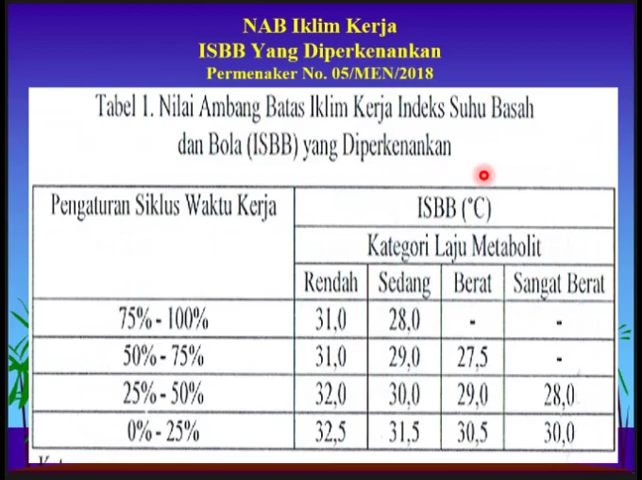 NAB Iklim Kerja
ISBB Yang Diperkenankan
Permenaker No. 05/MEN/2018
Tabel 1. Nilai Ambang Batas Iklim Kerja Indeks Suhu Basah
dan Bola (ISBB) yang Diperkenankan
Pengaturan Siklus Waktu Kerja ISBB (°C)
Kategori Laju Metabolit
Rendah Sedang Berat Sangat Berat
75% - 100% 31,0 28,0 - -
50% - 75% 31,0 29,0 27,5 -
25% - 50% 32,0 30,0 29,0 28,0
0% - 25% 32,5 31,5 30,5 30,0